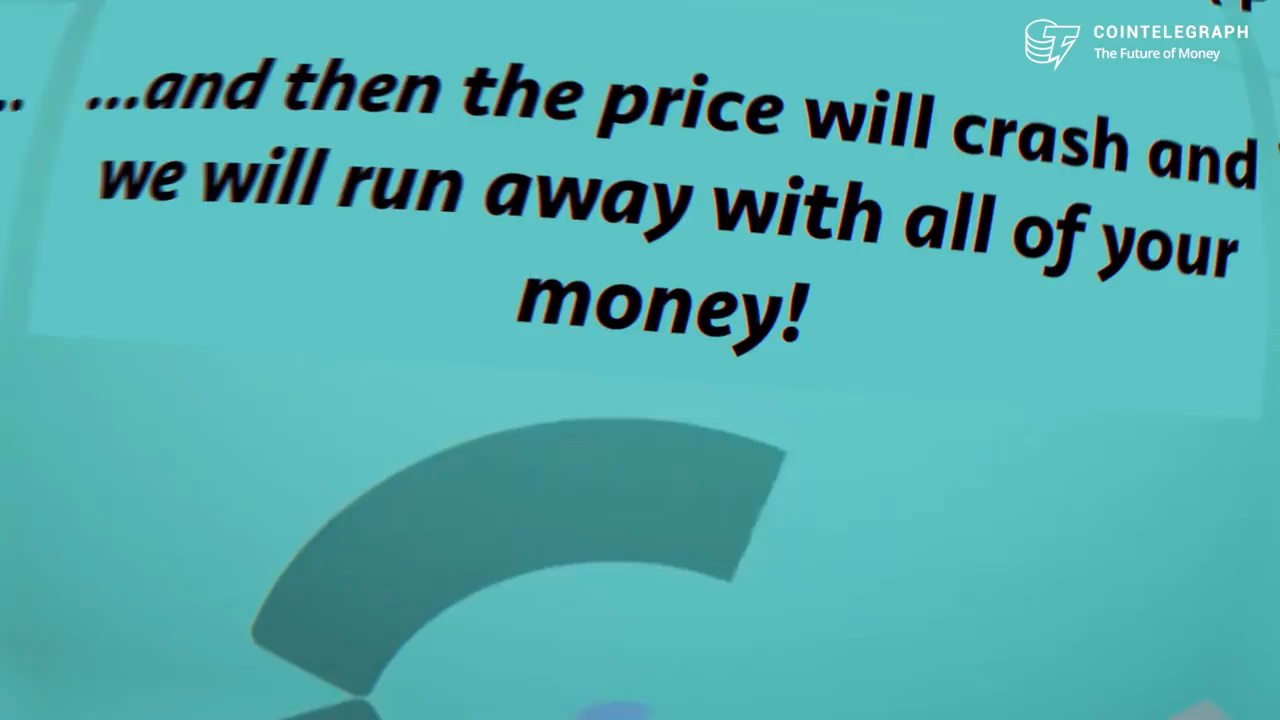 COINTELEGRAPH
The Future of Money
...and then the price will crash and
we will run away with all of your
money!